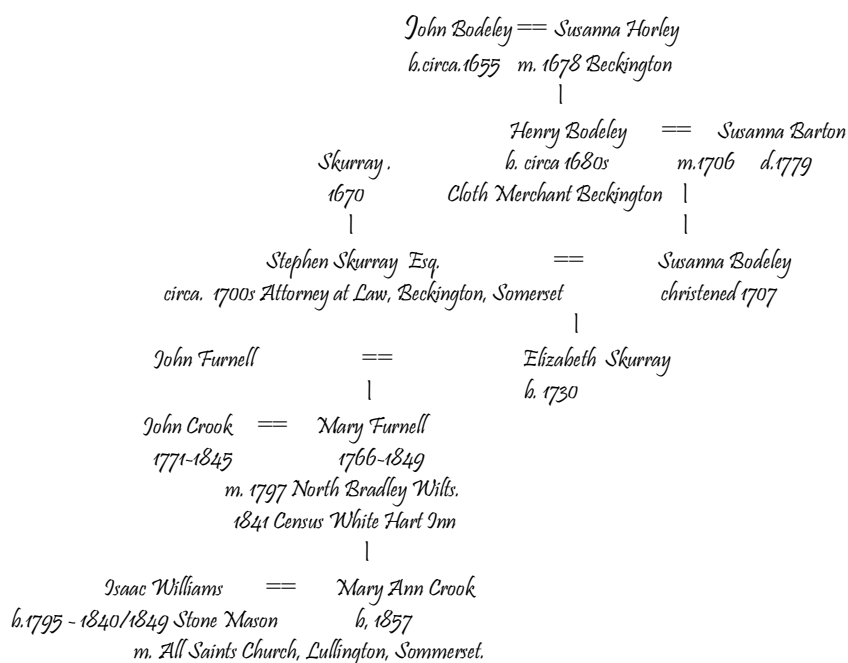 John Bodeley == Susanna Horley
b.circa.1655 m. 1678 Beckington
|
Henry Bodeley == Susanna Barton
Skurray . b. circa 1680s m.1706 d.1779
1670 Cloth Merchant Beckington |
| |
Stephen Skurray Esq. == Susanna Bodeley
circa. 1700s Attorney at Law, Beckington, Somerset christened 1707
|
John Furnell == Elizabeth Skurray
| b. 1730
John Crook == Mary Furnell
1771~1845 1766~1849
m. 1797 North Bradley Wilts.
1841 Census White Hart Inn
|
Isaac Williams == Mary Ann Crook
b.1795 ~ 1840/1849 Stone Mason b, 1857
m. All Saints Church, Lullington, Sommerset.